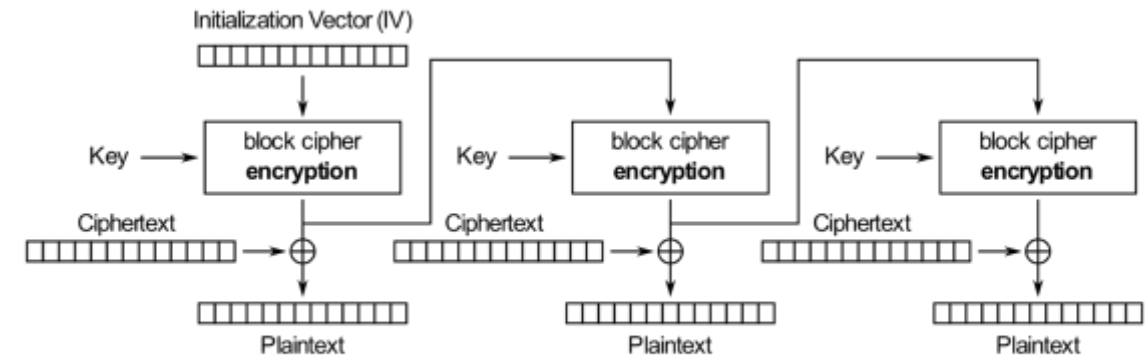 Initialization Vector (IV)
block cipher
encryption
block cipher
encryption
block cipher
encryption
Key
Key
Key
Ciphertext
Ciphertext
Ciphertext
Plaintext
Plaintext
Plaintext